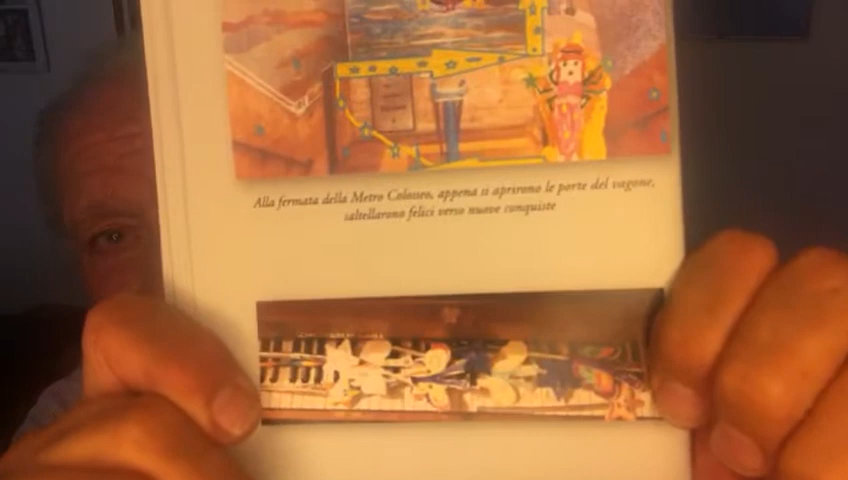 Alla fermata della Metro Colosseo, appena si aprirono le porte del vagone,
saltellarono felici verso nuove conquiste